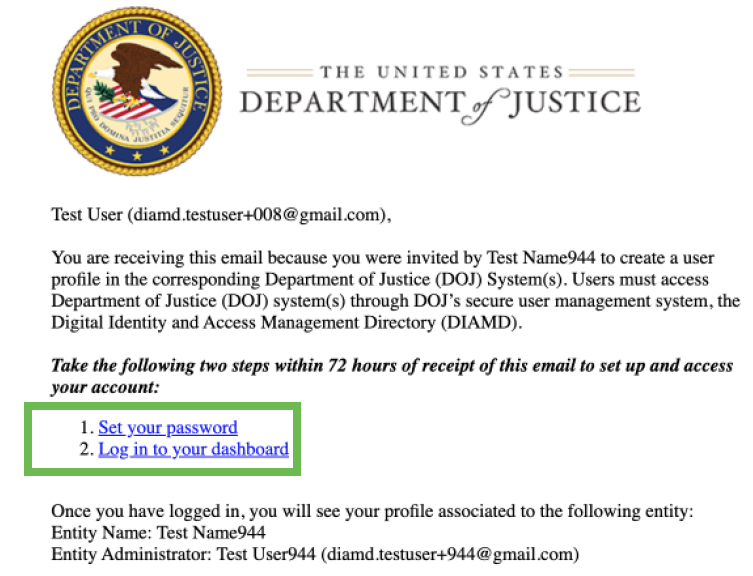 DEPARTMENT OF JUSTICE
QUI PRO DOMINA JUSTITIA SEQUITUR
THE UNITED STATES
DEPARTMENT of JUSTICE
Test User (diamd.testuser+008@gmail.com),
You are receiving this email because you were invited by Test Name944 to create a user
profile in the corresponding Department of Justice (DOJ) System(s). Users must access
Department of Justice (DOJ) system(s) through DOJ’s secure user management system, the
Digital Identity and Access Management Directory (DIAMD).
Take the following two steps within 72 hours of receipt of this email to set up and access
your account:
1. Set your password
2. Log in to your dashboard
Once you have logged in, you will see your profile associated to the following entity:
Entity Name: Test Name944
Entity Administrator: Test User944 (diamd.testuser+944@gmail.com)